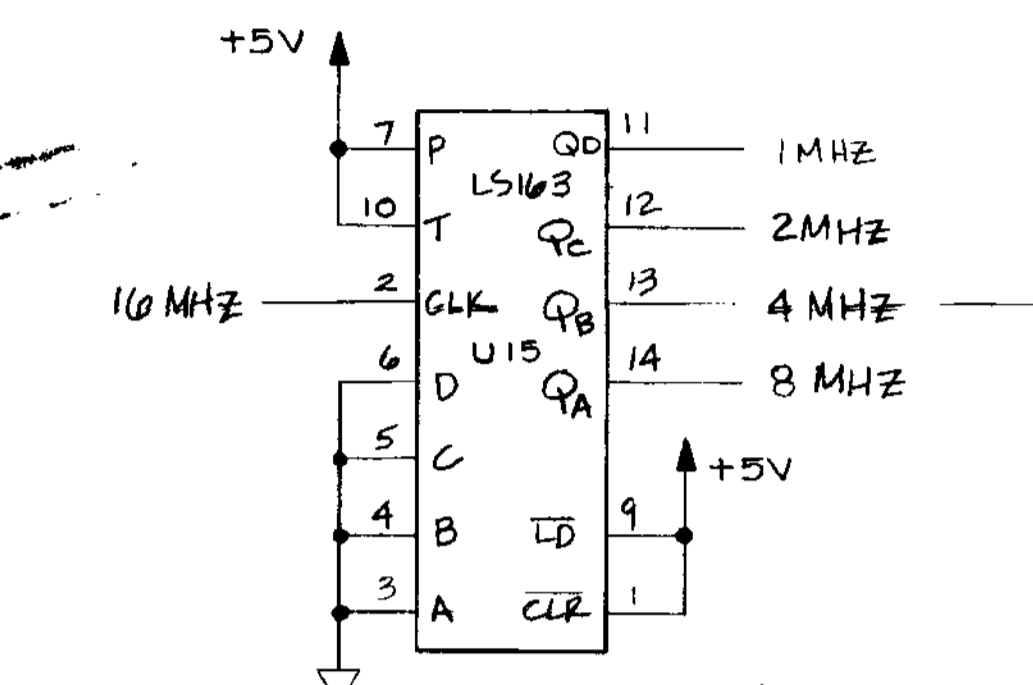 +5V
7 P QD 11 1MHZ
LS163
10 T QC 12 2MHZ
16 MHZ 2 CLK QB 13 4 MHZ
U15
6 D QA 14 8 MHZ
5 C +5V
4 B LD 9
3 A CLR 1